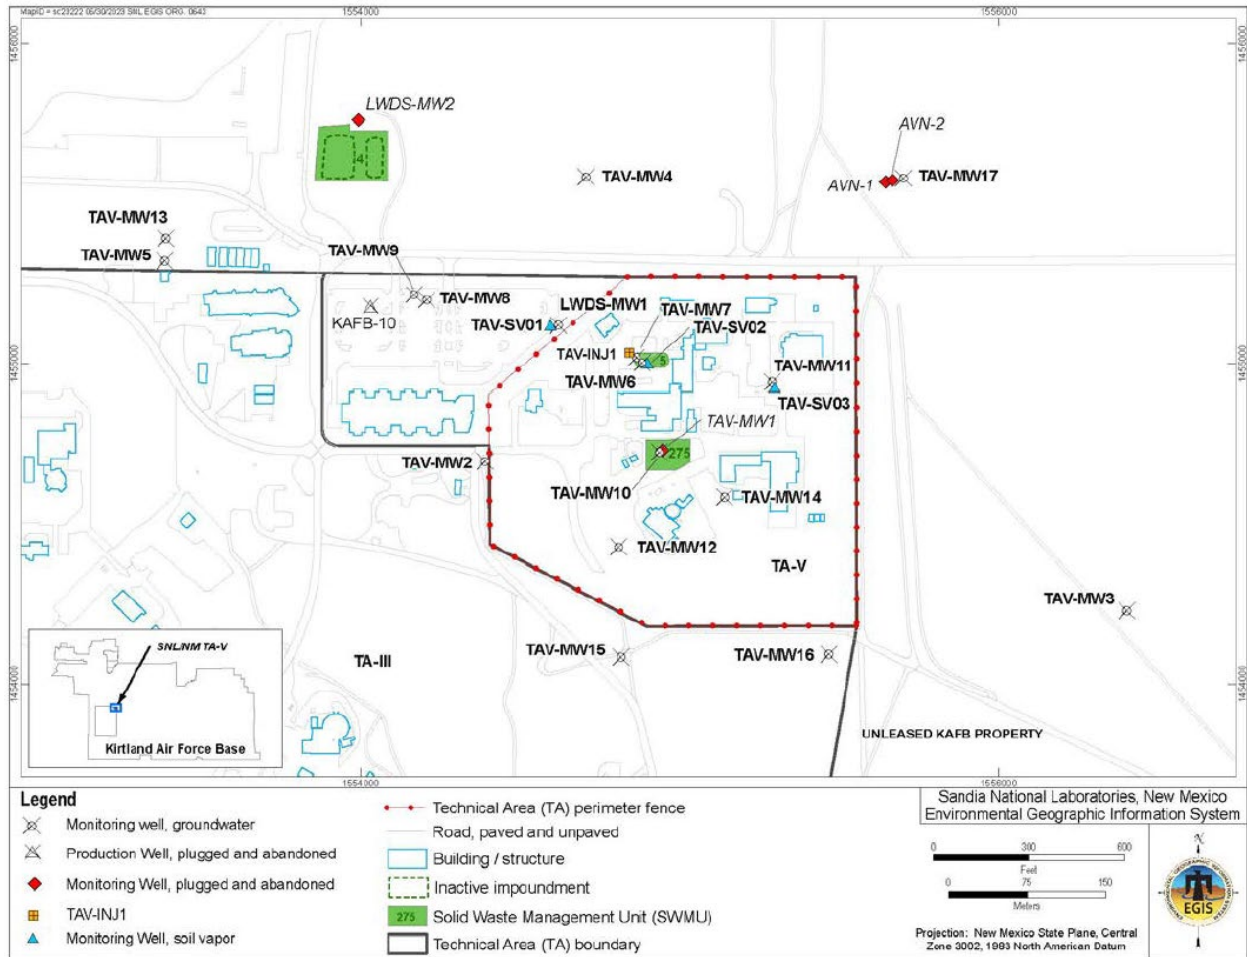 MapID = sc23222 06/30/2023 SNL EGIS ORG. 0643
1554000
1556000
1456000
1456000
LWDS-MW2
4
AVN-2
AVN-1
TAV-MW17
TAV-MW4
TAV-MW13
TAV-MW5
TAV-MW9
TAV-MW8
KAFB-10
LWDS-MW1
TAV-SV01
TAV-MW7
TAV-SV02
TAV-INJ1
5
TAV-MW6
TAV-MW11
TAV-SV03
1455000
1455000
TAV-MW1
TAV-MW2
275
TAV-MW10
TAV-MW14
TAV-MW12
TA-V
TAV-MW3
TAV-MW15
TAV-MW16
TA-III
SNL/NM TA-V
Kirtland Air Force Base
1454000
1454000
UNLEASED KAFB PROPERTY
1554000
1556000
Legend
Monitoring well, groundwater
Production Well, plugged and abandoned
Monitoring Well, plugged and abandoned
TAV-INJ1
Monitoring Well, soil vapor
Technical Area (TA) perimeter fence
Road, paved and unpaved
Building / structure
Inactive impoundment
275 Solid Waste Management Unit (SWMU)
Technical Area (TA) boundary
Sandia National Laboratories, New Mexico
Environmental Geographic Information System
0 300 600
Feet
0 75 150
Meters
Projection: New Mexico State Plane, Central
Zone 3002, 1983 North American Datum
N
ENVIRONMENTAL GEOGRAPHIC INFORMATION SYSTEM
EGIS